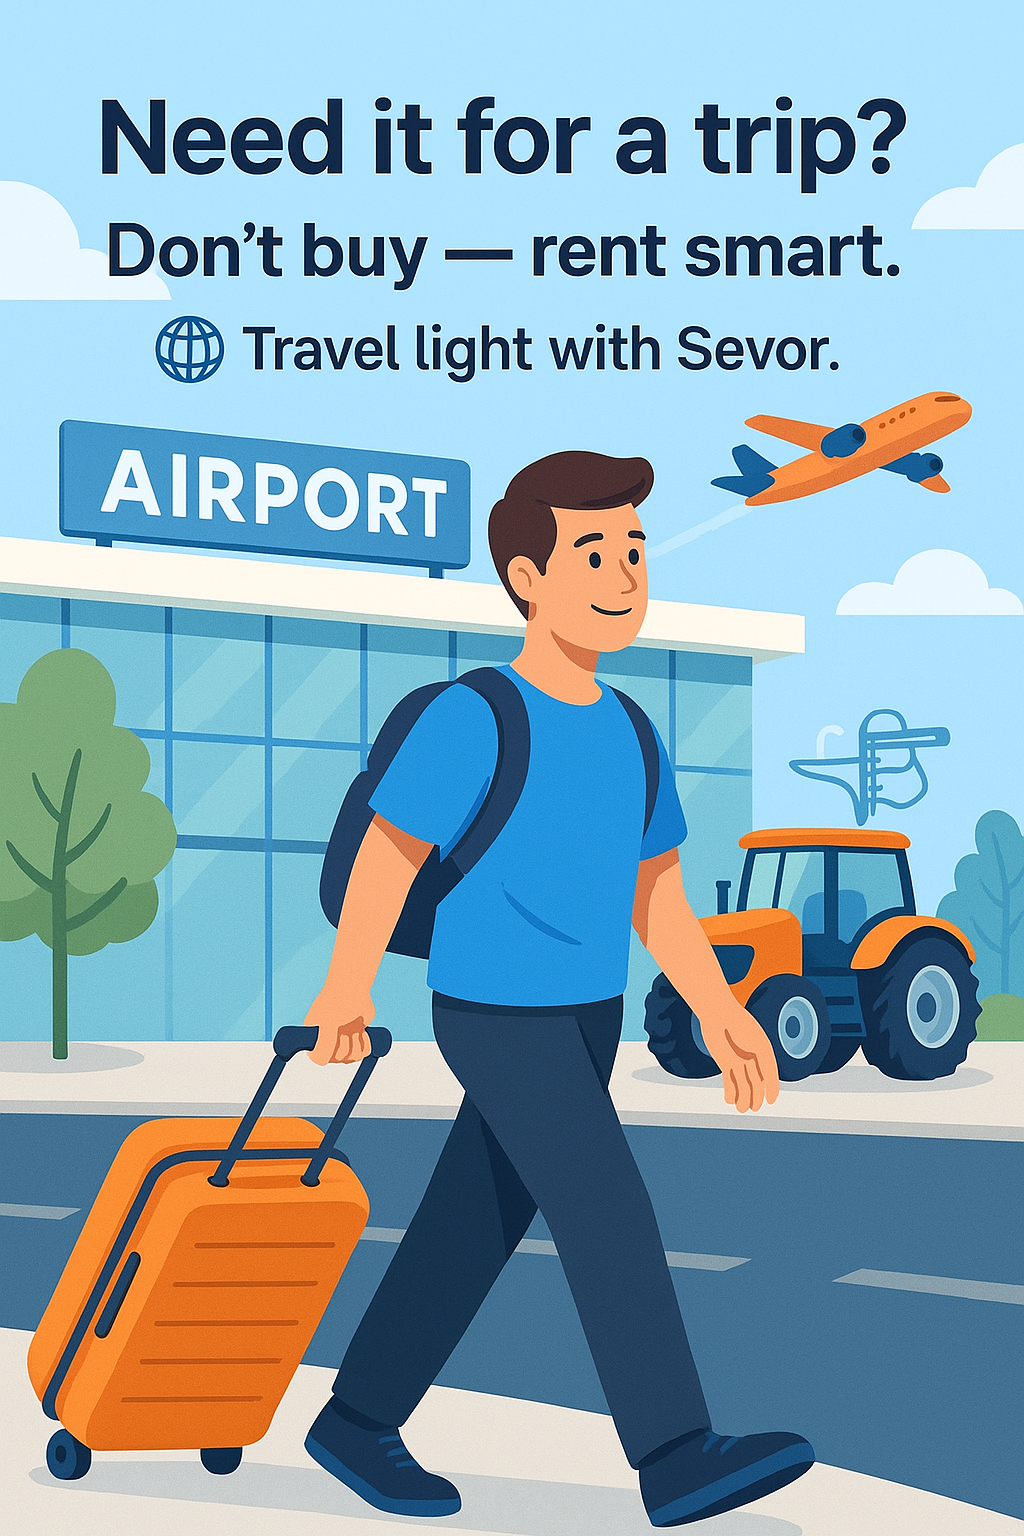 Need it for a trip?
Don't buy — rent smart.
Travel light with Sevor.
AIRPORT